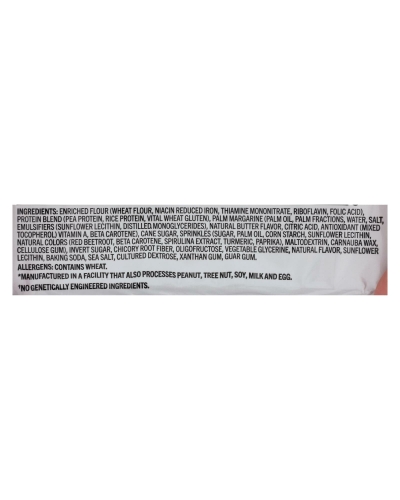 INGREDIENTS: ENRICHED FLOUR (WHEAT FLOUR, NIACIN REDUCED IRON, THIAMINE MONONITRATE, RIBOFLAVIN, FOLIC ACID),
PROTEIN BLEND (PEA PROTEIN, RICE PROTEIN, VITAL WHEAT GLUTEN), PALM MARGARINE (PALM OIL, PALM FRACTIONS, WATER, SALT,
EMULSIFIERS (SUNFLOWER LECITHIN, DISTILLED.MONOGLYCERIDES), NATURAL BUTTER FLAVOR, CITRIC ACID, ANTIOXIDANT (MIXED
TOCOPHEROL) VITAMIN A, BETA CAROTENE), CANE SUGAR, SPRINKLES (SUGAR, PALM OIL, CORN STARCH, SUNFLOWER LECITHIN,
NATURAL COLORS (RED BEETROOT, BETA CAROTENE, SPIRULINA EXTRACT, TURMERIC, PAPRIKA), MALTODEXTRIN, CARNAUBA WAX,
CELLULOSE GUM), INVERT SUGAR, CHICORY ROOT FIBER, OLIGOFRUCTOSE, VEGETABLE GLYCERINE, NATURAL FLAVOR, SUNFLOWER
LECITHIN, BAKING SODA, SEA SALT, CULTURED DEXTROSE, XANTHAN GUM, GUAR GUM.
ALLERGENS: CONTAINS WHEAT.
*MANUFACTURED IN A FACILITY THAT ALSO PROCESSES PEANUT, TREE NUT, SOY, MILK AND EGG.
†NO GENETICALLY ENGINEERED INGREDIENTS.